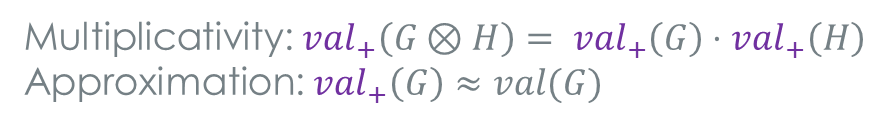 Multiplicativity: val₊(G ⊗ H) = val₊(G) · val₊(H)
Approximation: val₊(G) ≈ val(G)